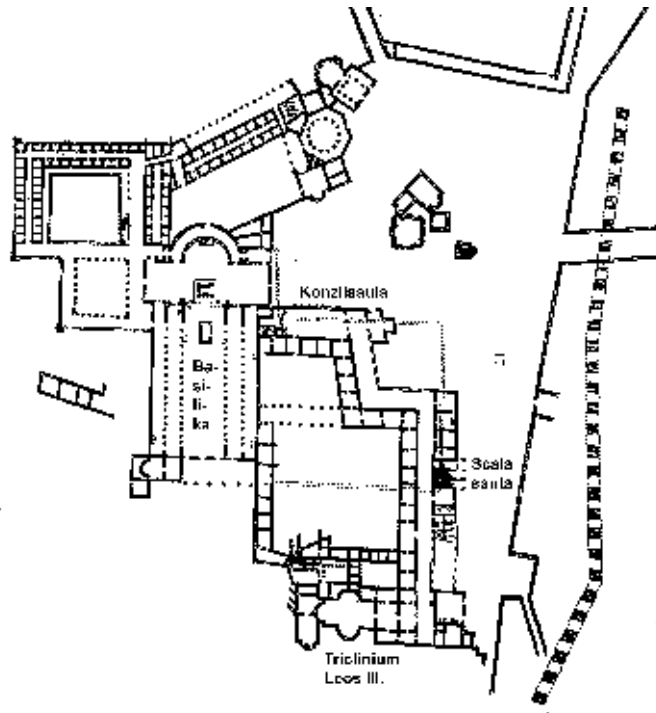 Konzilsaula
Ba-
si-
li-
ka
Scala
santa
Triclinium
Leos III.